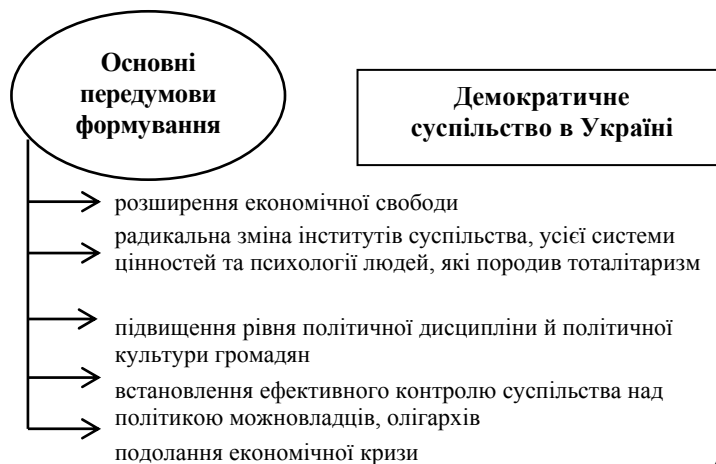 Основні
передумови
формування
Демократичне
суспільство в Україні
розширення економічної свободи
радикальна зміна інститутів суспільства, усієї системи
цінностей та психології людей, які породив тоталітаризм
підвищення рівня політичної дисципліни й політичної
культури громадян
встановлення ефективного контролю суспільства над
політикою можновладців, олігархів
подолання економічної кризи